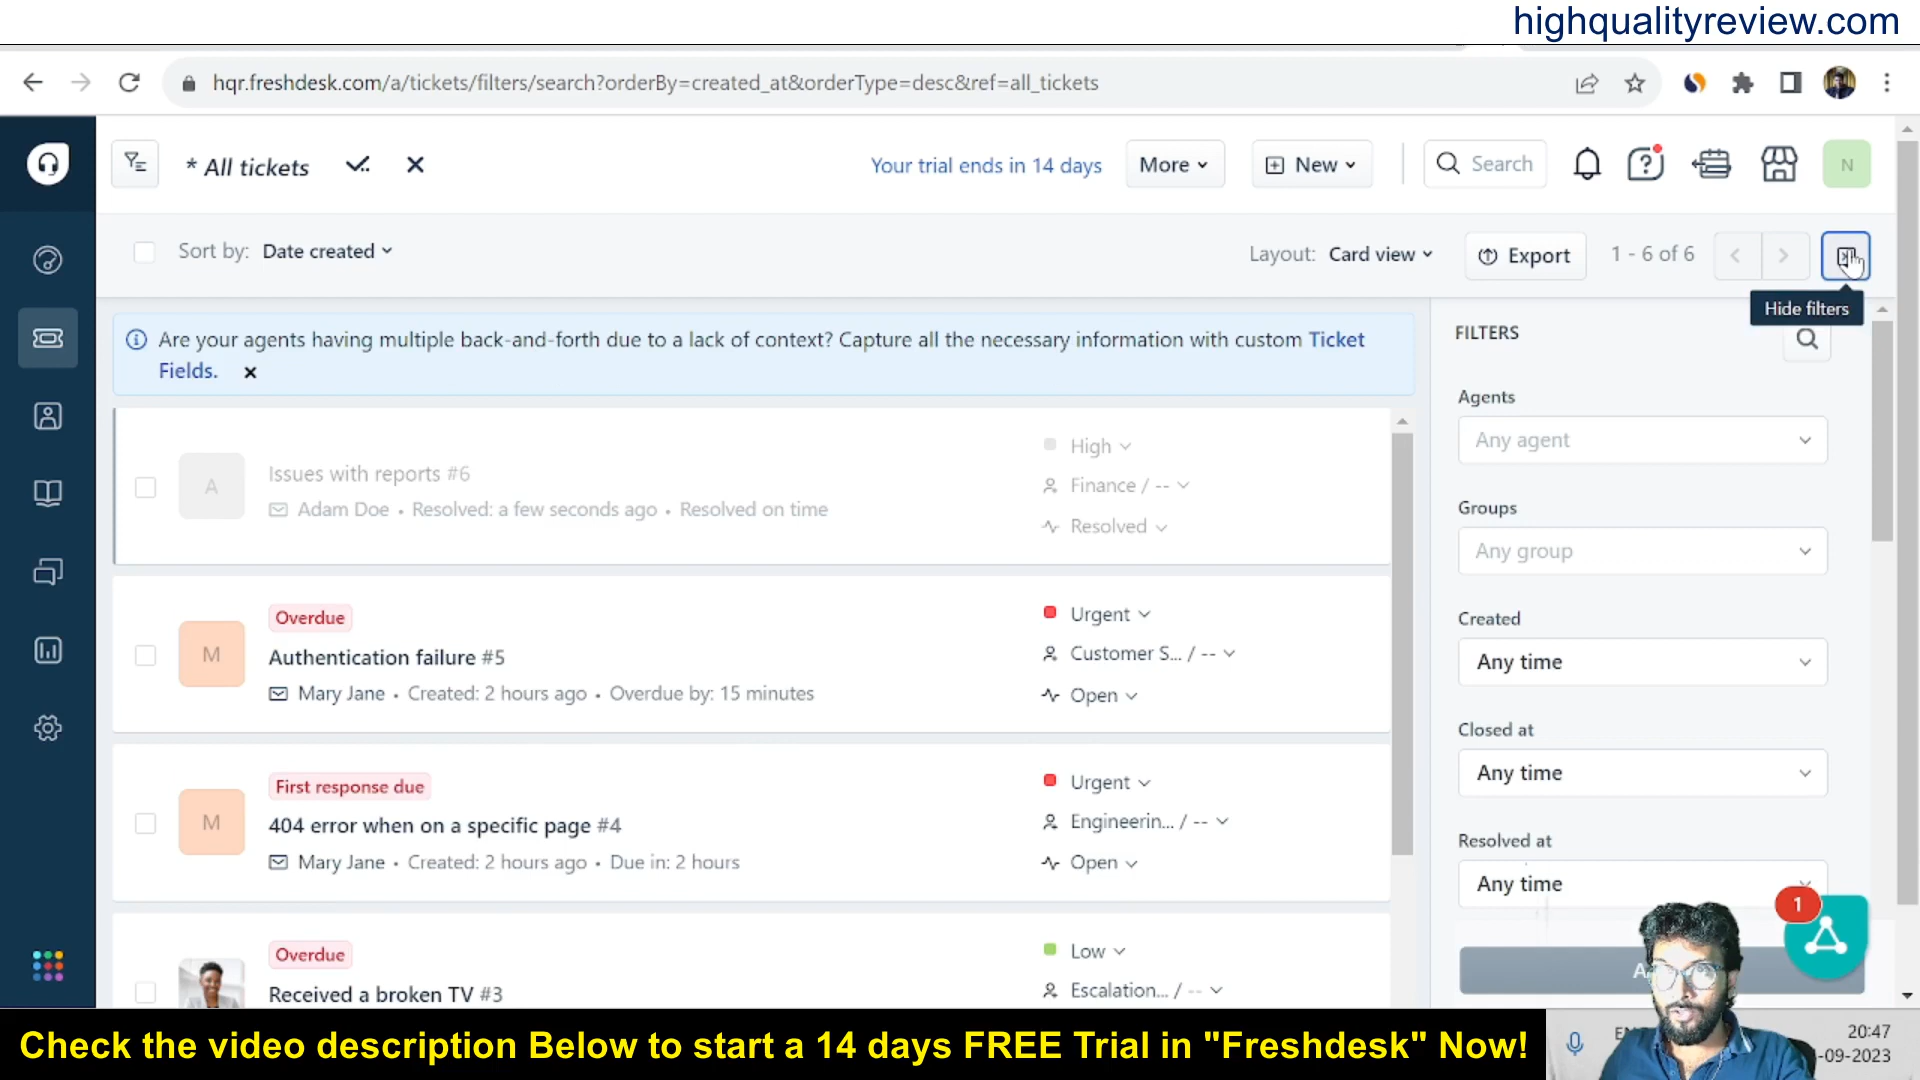 highqualityreview.com
hqr.freshdesk.com/a/tickets/filters/search?orderBy=created_at&orderType=desc&ref=all_tickets
* All tickets
Your trial ends in 14 days
More
New
Search
N
Sort by: Date created
Layout: Card view
Export
1 - 6 of 6
Hide filters
Are your agents having multiple back-and-forth due to a lack of context? Capture all the necessary information with custom Ticket
Fields.
FILTERS
Agents
Any agent
Groups
Any group
Created
Any time
Closed at
Any time
Resolved at
Any time
1
A
Issues with reports #6
Adam Doe • Resolved: a few seconds ago • Resolved on time
High
Finance / --
Resolved
Overdue
M
Authentication failure #5
Mary Jane • Created: 2 hours ago • Overdue by: 15 minutes
Urgent
Customer S... / --
Open
First response due
M
404 error when on a specific page #4
Mary Jane • Created: 2 hours ago • Due in: 2 hours
Urgent
Engineerin... / --
Open
Overdue
Received a broken TV #3
Low
Escalation... / --
Check the video description Below to start a 14 days FREE Trial in "Freshdesk" Now!
20:47
-09-2023